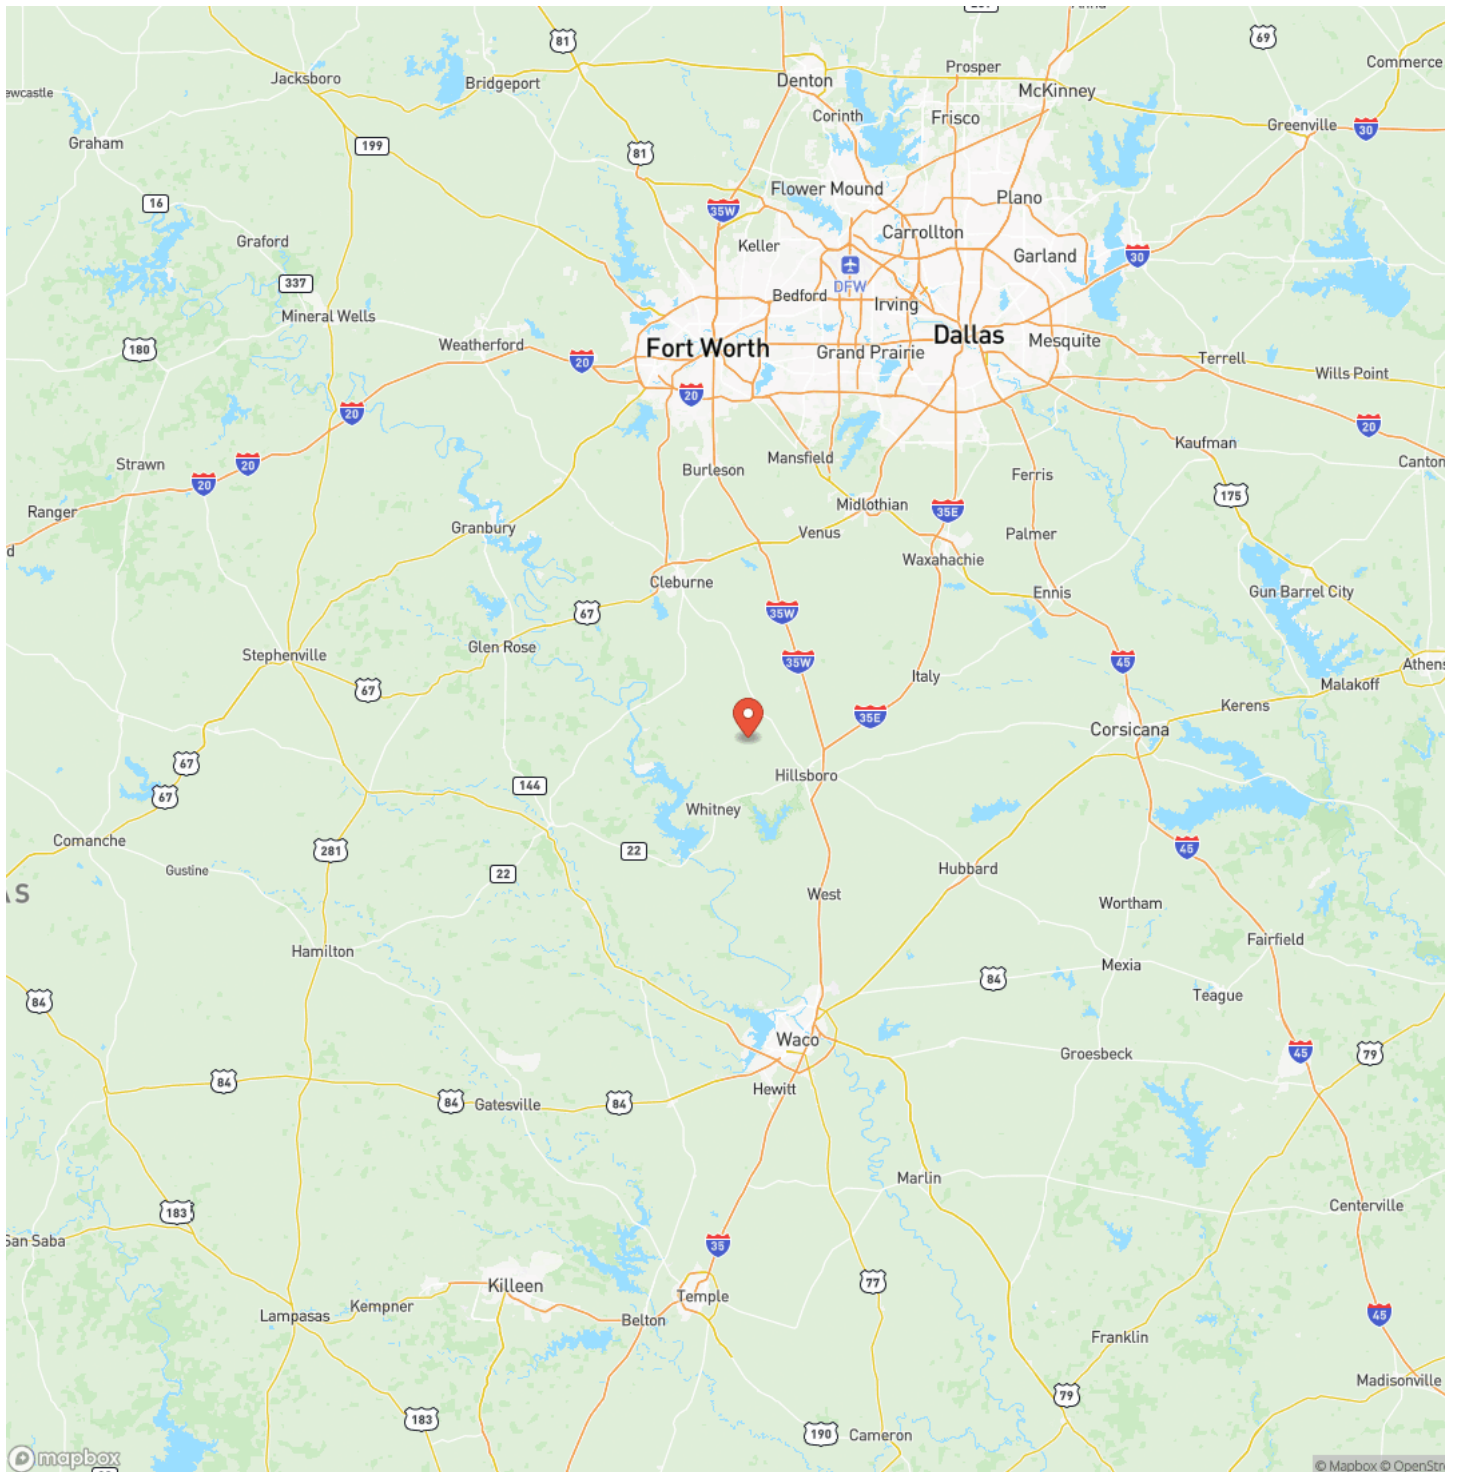 81
69
Prosper
Commerce
Jacksboro
Bridgeport
Denton
McKinney
ewcastle
Corinth
Frisco
Greenville
30
Graham
199
81
Flower Mound
Plano
16
35W
Carrollton
Graford
Keller
Garland
30
DFW
337
Bedford
Irving
Mineral Wells
Dallas
Weatherford
Fort Worth
Grand Prairie
Mesquite
180
20
Terrell
Wills Point
20
20
20
Kaufman
Strawn
20
Burleson
Mansfield
Ferris
Canton
20
175
Ranger
Midlothian
35E
Granbury
Venus
Palmer
d
Waxahachie
Cleburne
Ennis
Gun Barrel City
67
35W
Glen Rose
Stephenville
35W
45
Athens
67
Italy
Malakoff
35E
Kerens
Corsicana
67
Hillsboro
144
67
Whitney
Comanche
281
22
45
Gustine
22
Hubbard
AS
West
Wortham
Hamilton
Fairfield
84
Mexia
84
Teague
Waco
Groesbeck
45
79
84
Hewitt
84
Gatesville
84
Marlin
183
Centerville
San Saba
35
Killeen
77
Kempner
Temple
Lampasas
Belton
45
Franklin
Madisonville
79
183
190
Cameron
mapbox
© Mapbox © OpenStre